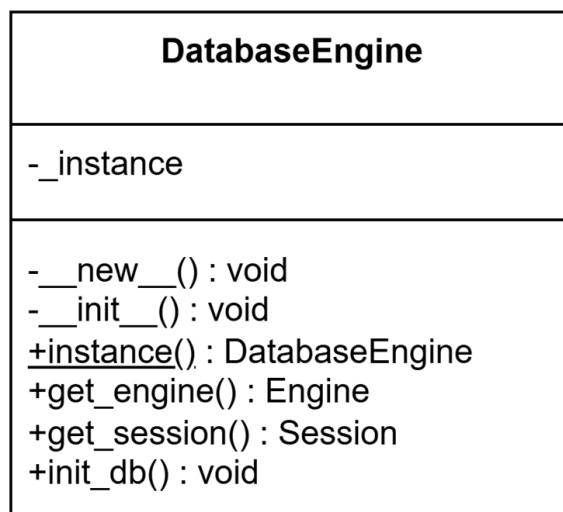 DatabaseEngine
-_instance
-__new__() : void
-__init__() : void
+instance() : DatabaseEngine
+get_engine() : Engine
+get_session() : Session
+init_db() : void